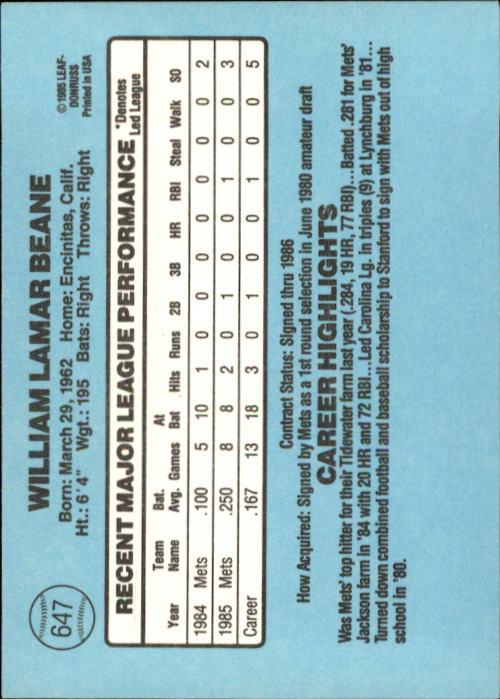 647
WILLIAM LAMAR BEANE
Born: March 29, 1962 Home: Encinitas, Calif.
Ht.: 6'4" Wgt.: 195 Bats: Right Throws: Right
©1985 LEAF-
DONRUSS
Printed in USA
RECENT MAJOR LEAGUE PERFORMANCE
*Denotes
Led League
Year Team Name Bat. Avg. Games At Bat Hits Runs 2B 3B HR RBI Steal Walk SO
1984 Mets .100 5 10 1 0 0 0 0 0 0 0 2
1985 Mets .250 8 8 2 0 1 0 0 1 0 0 3
Career .167 13 18 3 0 1 0 0 1 0 0 5
Contract Status: Signed thru 1986
How Acquired: Signed by Mets as a 1st round selection in June 1980 amateur draft
CAREER HIGHLIGHTS
Was Mets' top hitter for their Tidewater farm last year (.284, 19 HR, 77 RBI)...Batted .281 for Mets'
Jackson farm in '84 with 20 HR and 72 RBI...Led Carolina Lg. in triples (9) at Lynchburg in '81...
Turned down combined football and baseball scholarship to Stanford to sign with Mets out of high
school in '80.